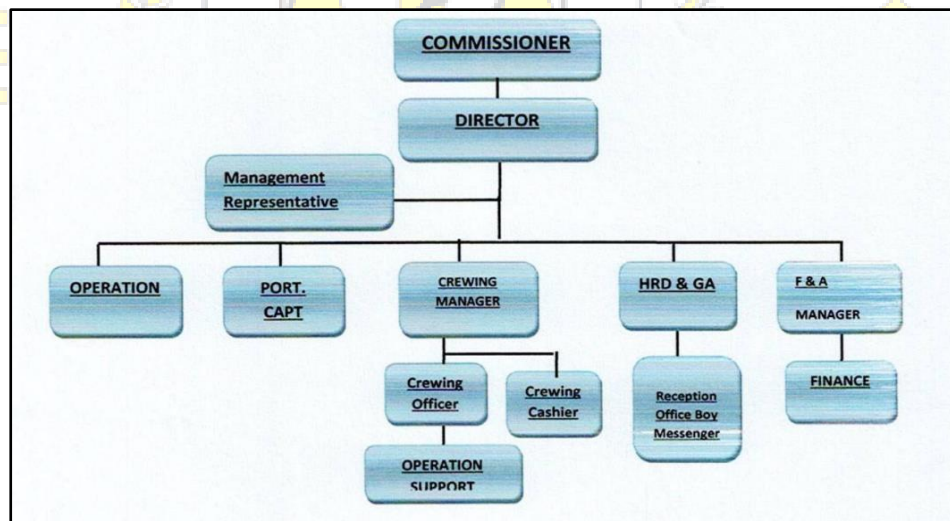 COMMISSIONER
DIRECTOR
Management
Representative
OPERATION
PORT.
CAPT
CREWING
MANAGER
HRD & GA
F & A
MANAGER
Crewing
Officer
Crewing
Cashier
Reception
Office Boy
Messenger
FINANCE
OPERATION
SUPPORT